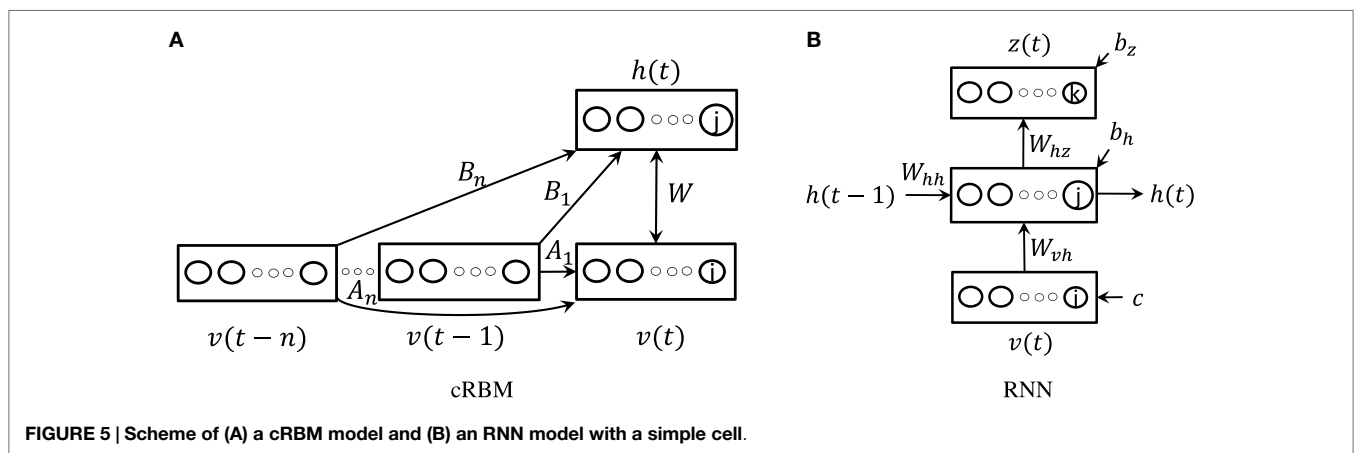 A
h(t)
j
B_n
B_1
W
A_1
A_n
i
v(t − n)
v(t − 1)
v(t)
cRBM
B
z(t)
b_z
k
W_hz
b_h
W_hh
h(t − 1)
j
h(t)
W_vh
i
c
v(t)
RNN
FIGURE 5 | Scheme of (A) a cRBM model and (B) an RNN model with a simple cell.